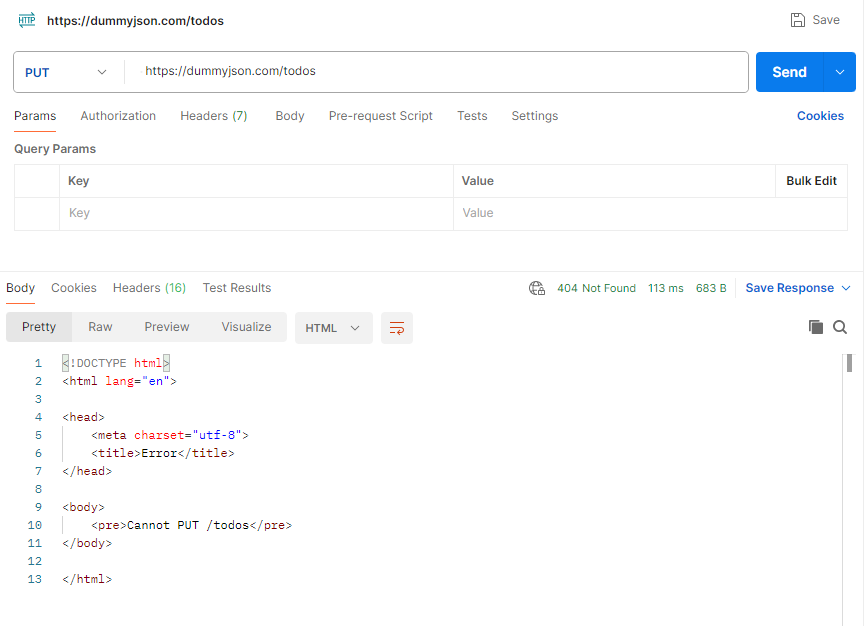 HTTP https://dummyjson.com/todos Save
PUT https://dummyjson.com/todos Send
Params Authorization Headers (7) Body Pre-request Script Tests Settings Cookies
Query Params
Key Value Bulk Edit
Key Value
Body Cookies Headers (16) Test Results 404 Not Found 113 ms 683 B Save Response
Pretty Raw Preview Visualize HTML
1 <!DOCTYPE html>
2 <html lang="en">
3
4 <head>
5 <meta charset="utf-8">
6 <title>Error</title>
7 </head>
8
9 <body>
10 <pre>Cannot PUT /todos</pre>
11 </body>
12
13 </html>